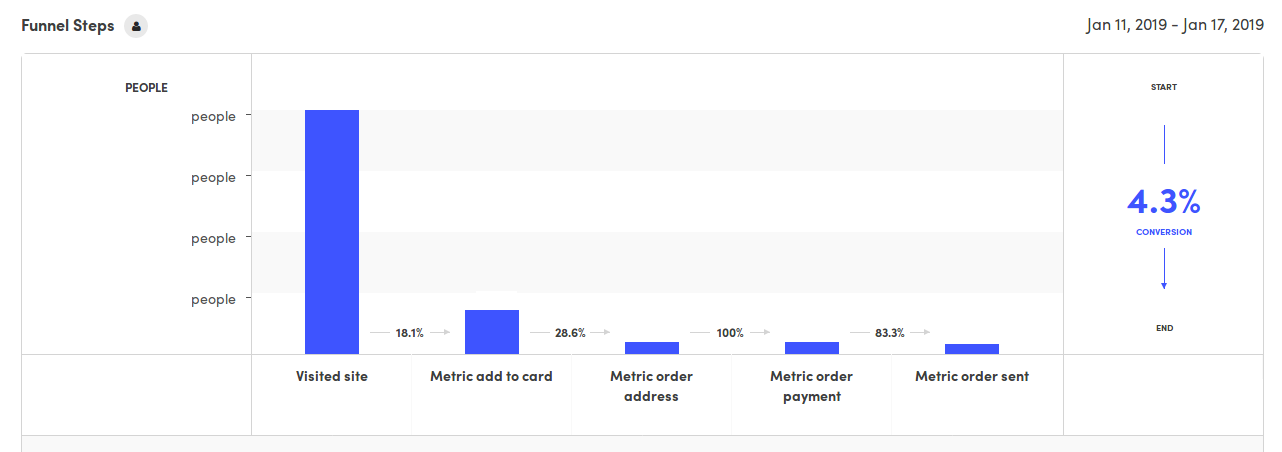 Funnel Steps
Jan 11, 2019 - Jan 17, 2019
PEOPLE
people
people
people
people
18.1%
28.6%
100%
83.3%
Visited site
Metric add to card
Metric order
address
Metric order
payment
Metric order sent
START
4.3%
CONVERSION
END